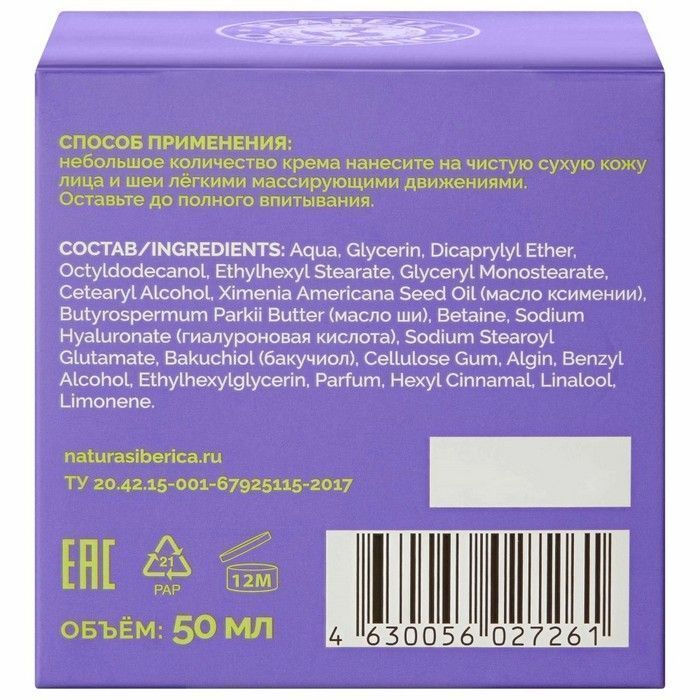 СПОСОБ ПРИМЕНЕНИЯ:
небольшое количество крема нанесите на чистую сухую кожу
лица и шеи лёгкими массирующими движениями.
Оставьте до полного впитывания.
СОСТАВ/INGREDIENTS: Aqua, Glycerin, Dicaprylyl Ether,
Octyldodecanol, Ethylhexyl Stearate, Glyceryl Monostearate,
Cetearyl Alcohol, Ximenia Americana Seed Oil (масло ксимении),
Butyrospermum Parkii Butter (масло ши), Betaine, Sodium
Hyaluronate (гиалуроновая кислота), Sodium Stearoyl
Glutamate, Bakuchiol (бакучиол), Cellulose Gum, Algin, Benzyl
Alcohol, Ethylhexylglycerin, Parfum, Hexyl Cinnamal, Linalool,
Limonene.
naturasiberica.ru
ТУ 20.42.15-001-67925115-2017
EAC
21
PAP
12M
ОБЪЁМ: 50 МЛ
4 630056 027261